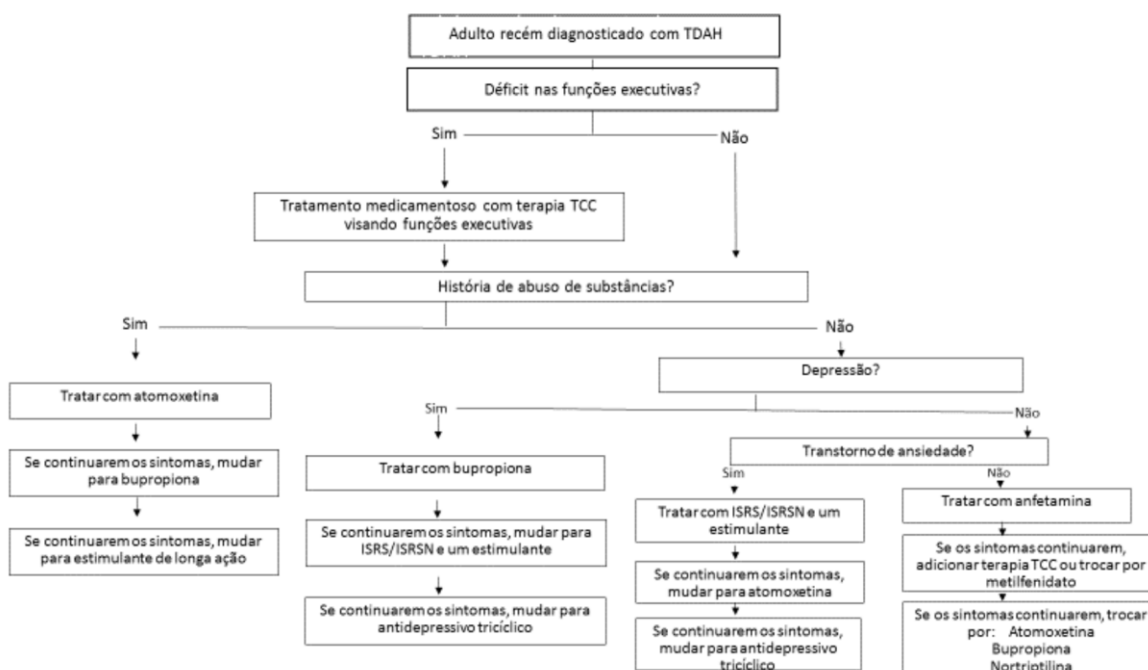 Adulto recém diagnosticado com TDAH
Déficit nas funções executivas?
Sim
Não
Tratamento medicamentoso com terapia TCC
visando funções executivas
História de abuso de substâncias?
Sim
Não
Depressão?
Tratar com atomoxetina
Sim
Não
Transtorno de ansiedade?
Se continuarem os sintomas, mudar
para bupropiona
Tratar com bupropiona
Sim
Não
Tratar com ISRS/ISRSN e um
estimulante
Tratar com anfetamina
Se continuarem os sintomas, mudar
para estimulante de longa ação
Se continuarem os sintomas, mudar para
ISRS/ISRSN e um estimulante
Se continuarem os sintomas,
mudar para atomoxetina
Se os sintomas continuarem,
adicionar terapia TCC ou trocar por
metilfenidato
Se continuarem os sintomas, mudar para
antidepressivo tricíclico
Se continuarem os sintomas,
mudar para antidepressivo
tricíclico
Se os sintomas continuarem, trocar
por: Atomoxetina
Bupropiona
Nortriptilina